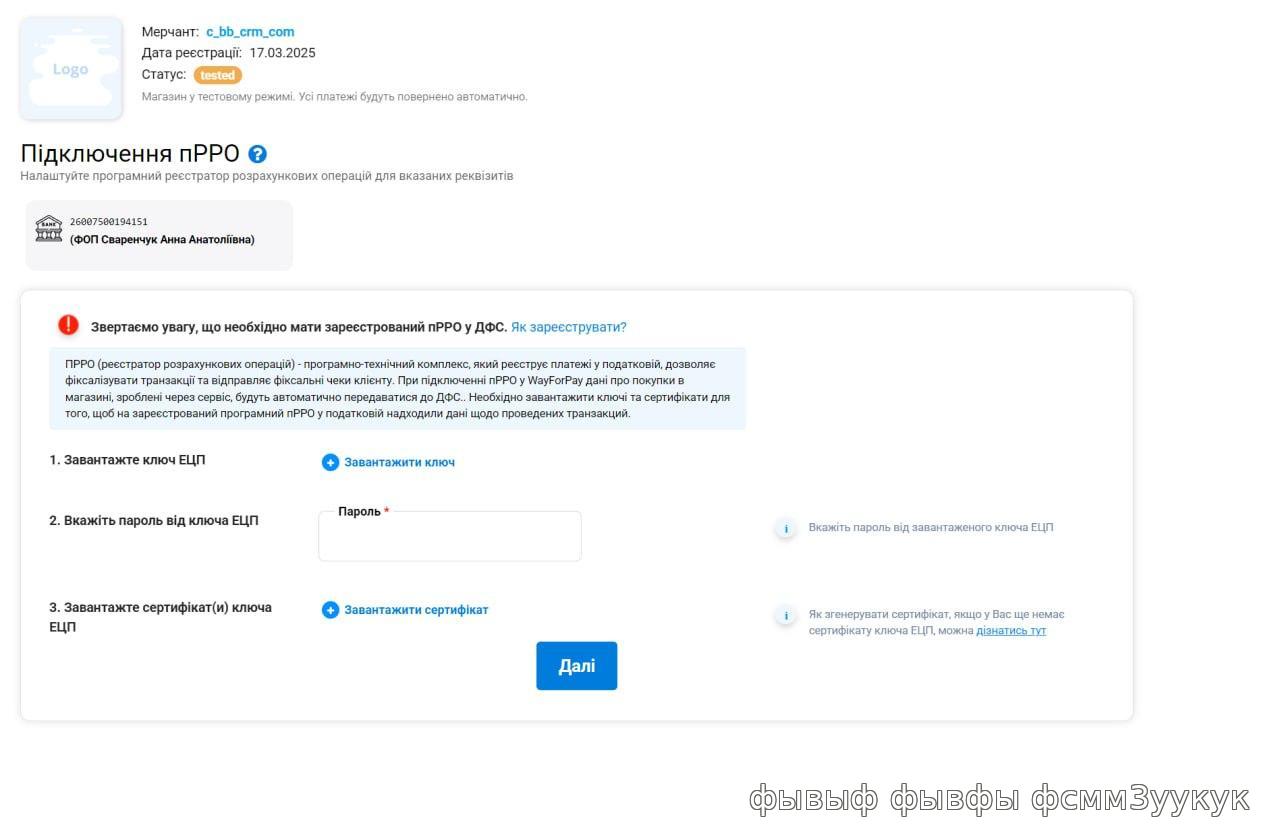 Logo
Мерчант: c_bb_crm_com
Дата реєстрації: 17.03.2025
Статус: tested
Магазин у тестовому режимі. Усі платежі будуть повернено автоматично.
Підключення пРРО ?
Налаштуйте програмний реєстратор розрахункових операцій для вказаних реквізитів
BANK
26007500194151
(ФОП Сваренчук Анна Анатоліївна)
! Звертаємо увагу, що необхідно мати зареєстрований пРРО у ДФС. Як зареєструвати?
ПРРО (реєстратор розрахункових операцій) - програмно-технічний комплекс, який реєструє платежі у податковій, дозволяє
фіксалізувати транзакції та відправляє фіксальні чеки клієнту. При підключенні пРРО у WayForPay дані про покупки в
магазині, зроблені через сервіс, будуть автоматично передаватися до ДФС.. Необхідно завантажити ключі та сертифікати для
того, щоб на зареєстрований програмний пРРО у податковій надходили дані щодо проведених транзакцій.
1. Завантажте ключ ЕЦП
Завантажити ключ
2. Вкажіть пароль від ключа ЕЦП
Пароль *
i Вкажіть пароль від завантаженого ключа ЕЦП
3. Завантажте сертифікат(и) ключа
ЕЦП
Завантажити сертифікат
i Як згенерувати сертифікат, якщо у Вас ще немає
сертифікату ключа ЕЦП, можна дізнатись тут
Далі
фывыф фывфы фсммЗуукук